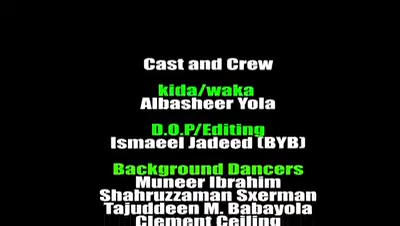 Cast and Crew
kida/waka
Albasheer Yola
D.O.P/Editing
Ismaeel Jadeed (BYB)
Background Dancers
Muneer Ibrahim
Shahruzzaman Sxerman
Tajuddeen M. Babayola
Clement Ceiling